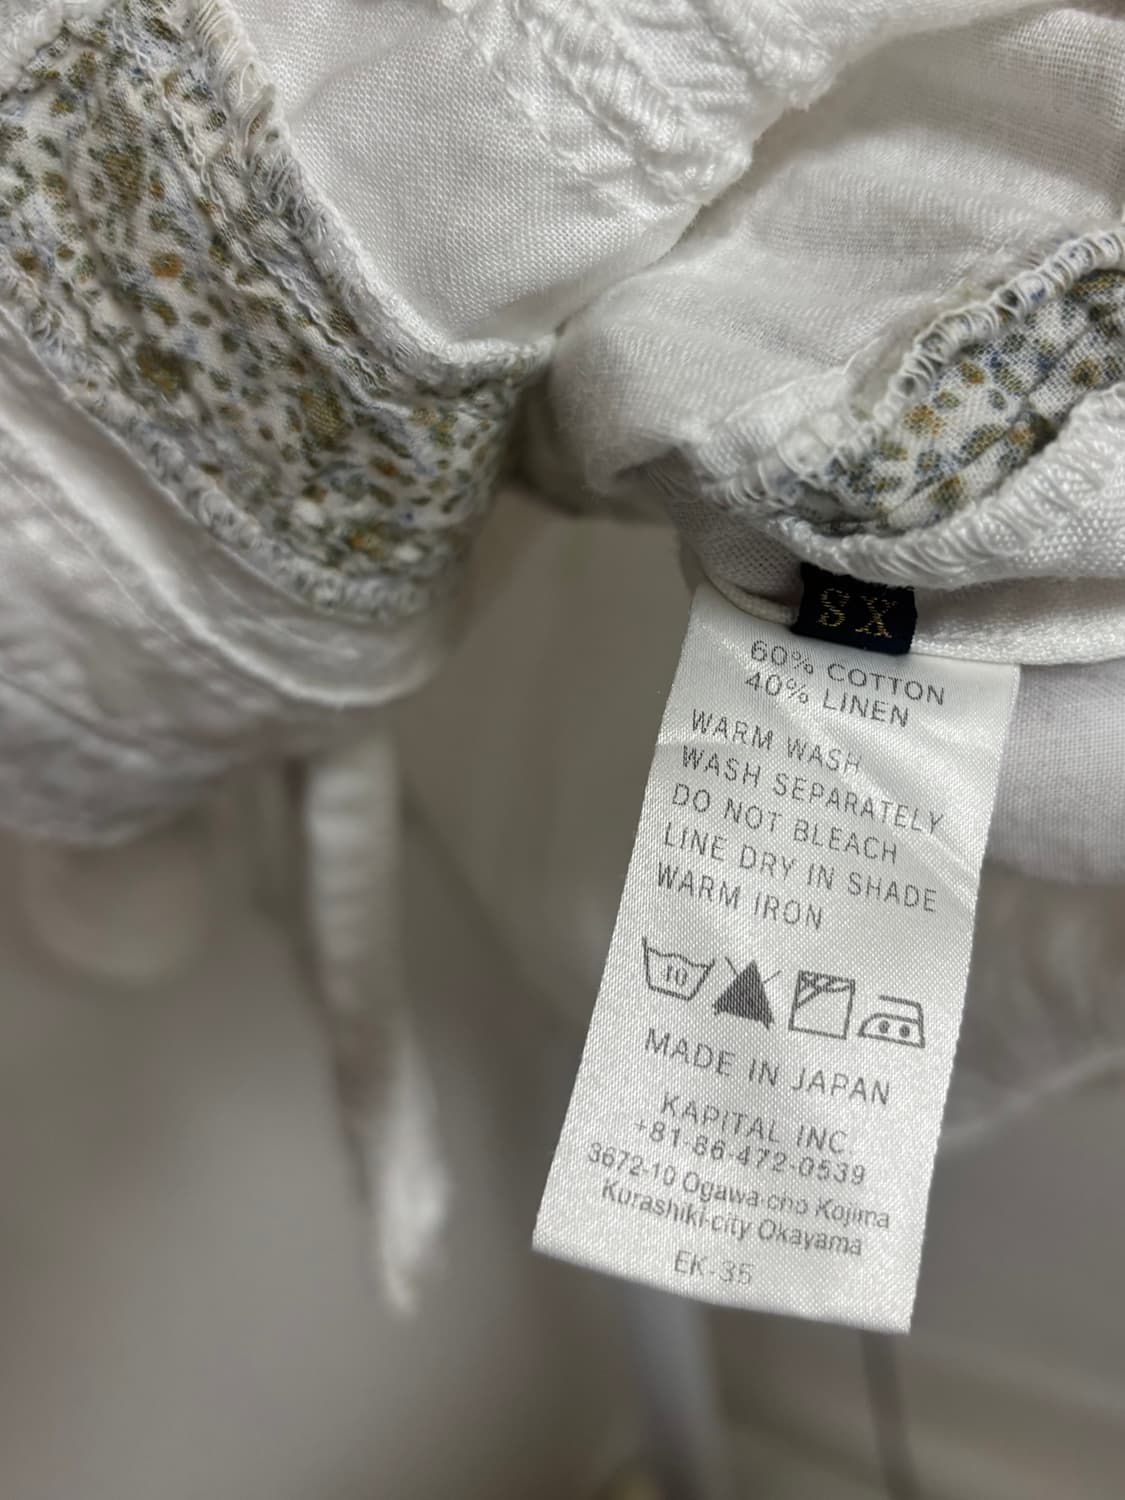 XS
60% COTTON
40% LINEN
WARM WASH
WASH SEPARATELY
DO NOT BLEACH
LINE DRY IN SHADE
WARM IRON
MADE IN JAPAN
KAPITAL INC.
+81-86-472-0539
3672-10 Ogawa-cho Kojima
Kurashiki-city Okayama
EK-35